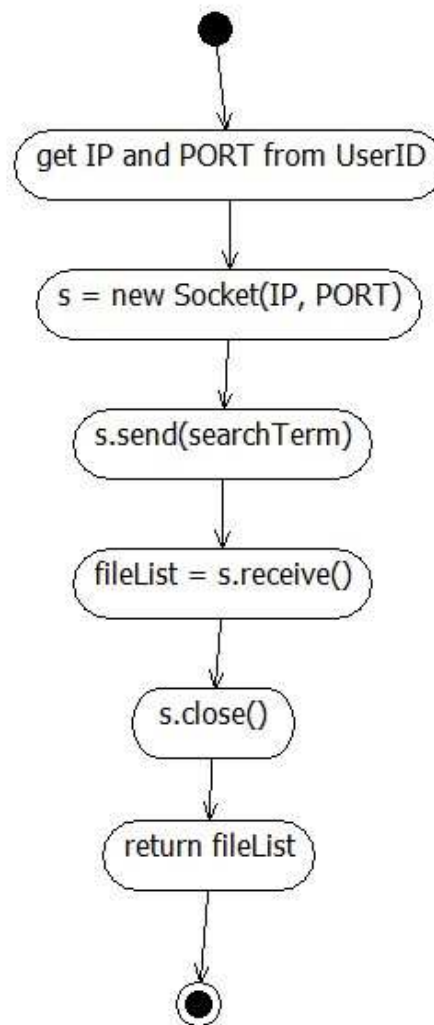 get IP and PORT from UserID
s = new Socket(IP, PORT)
s.send(searchTerm)
fileList = s.receive()
s.close()
return fileList